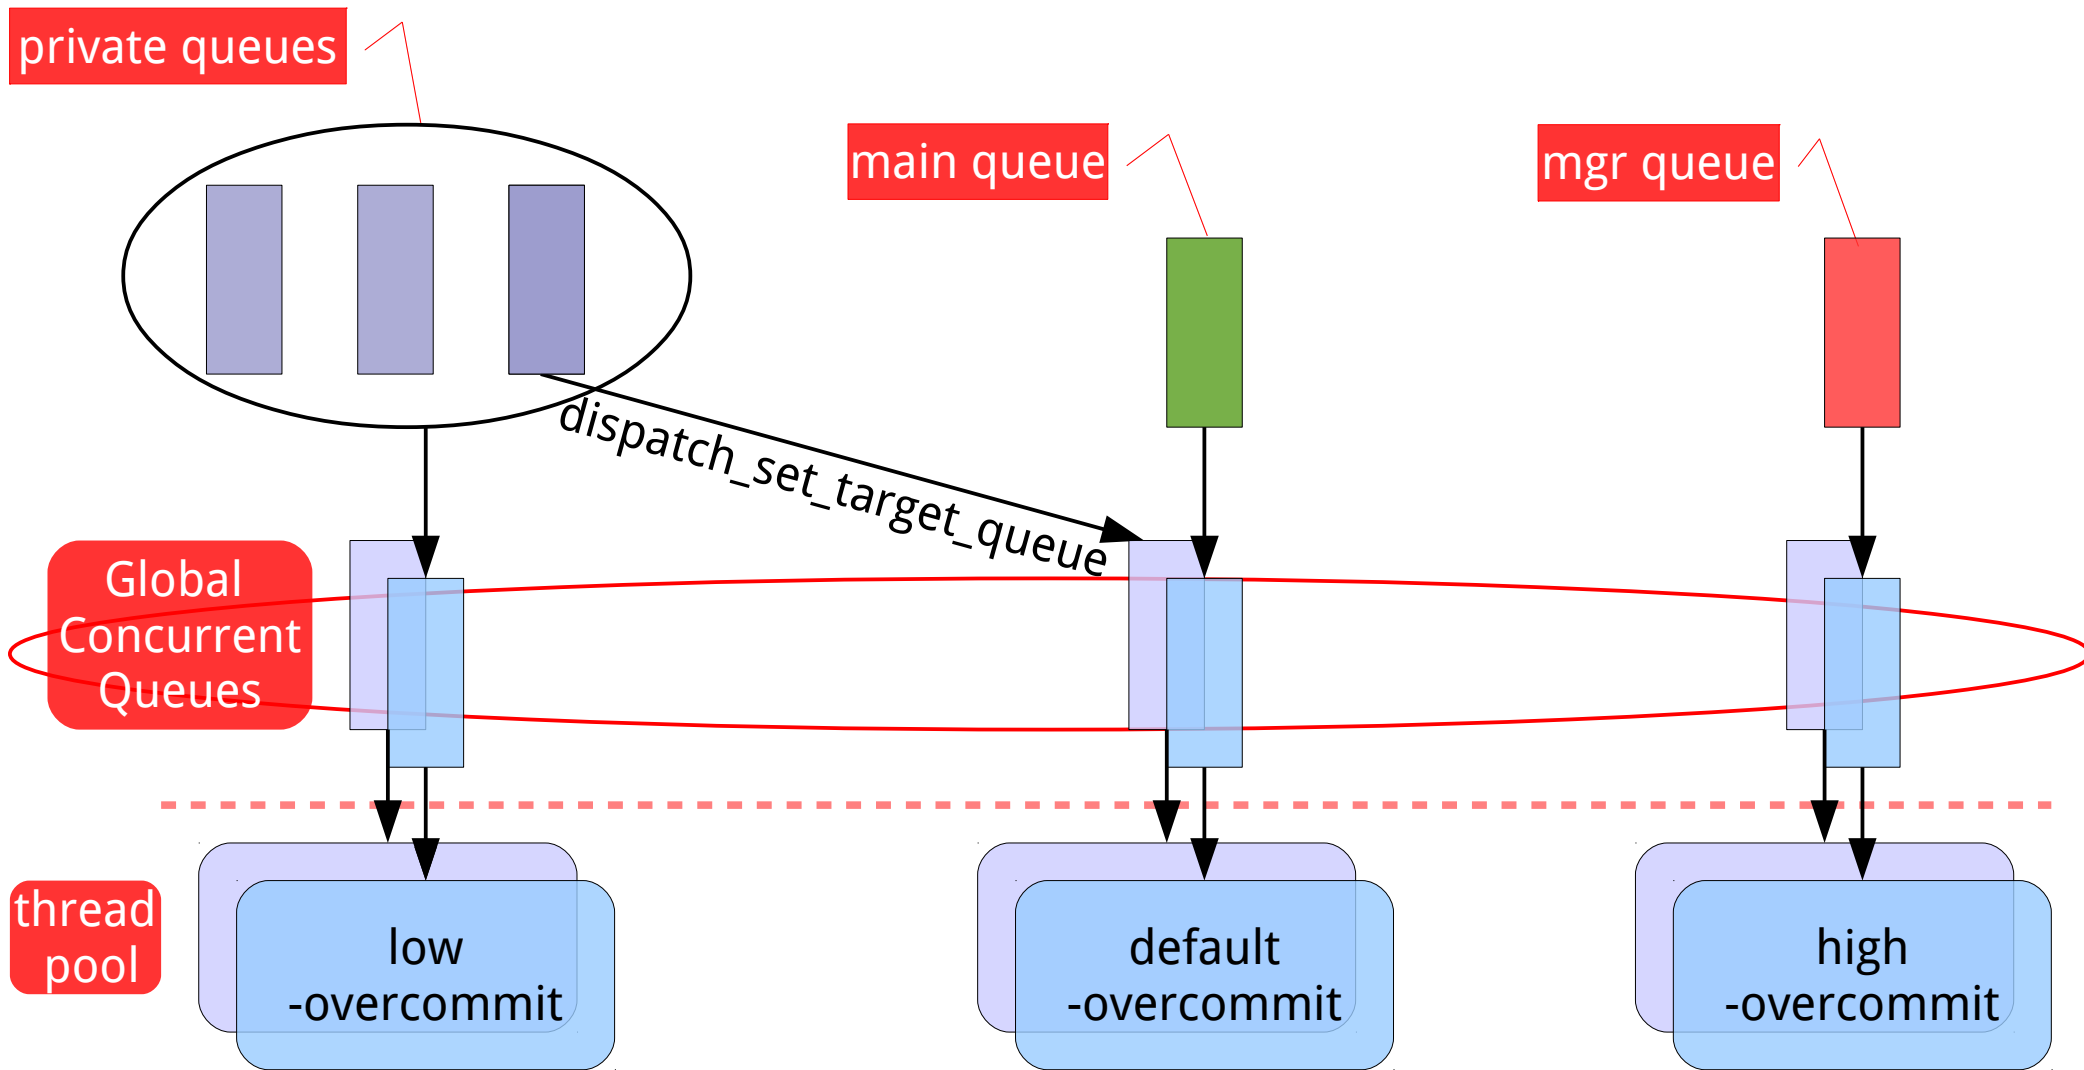 private queues
main queue
mgr queue
dispatch_set_target_queue
Global
Concurrent
Queues
thread
pool
low
-overcommit
default
-overcommit
high
-overcommit